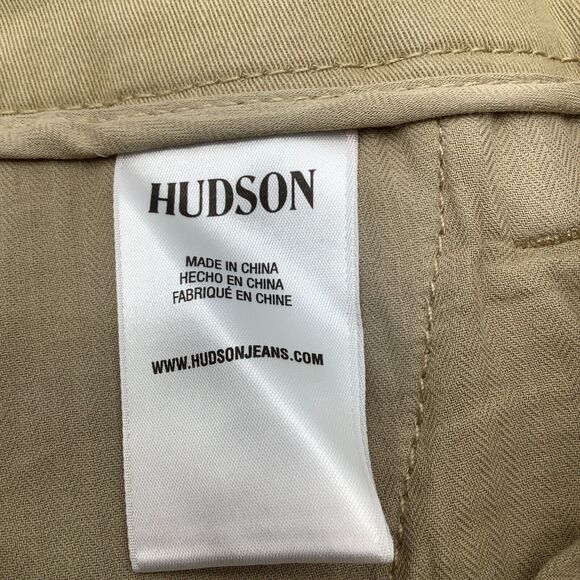 HUDSON
MADE IN CHINA
HECHO EN CHINA
FABRIQUÉ EN CHINE
WWW.HUDSONJEANS.COM